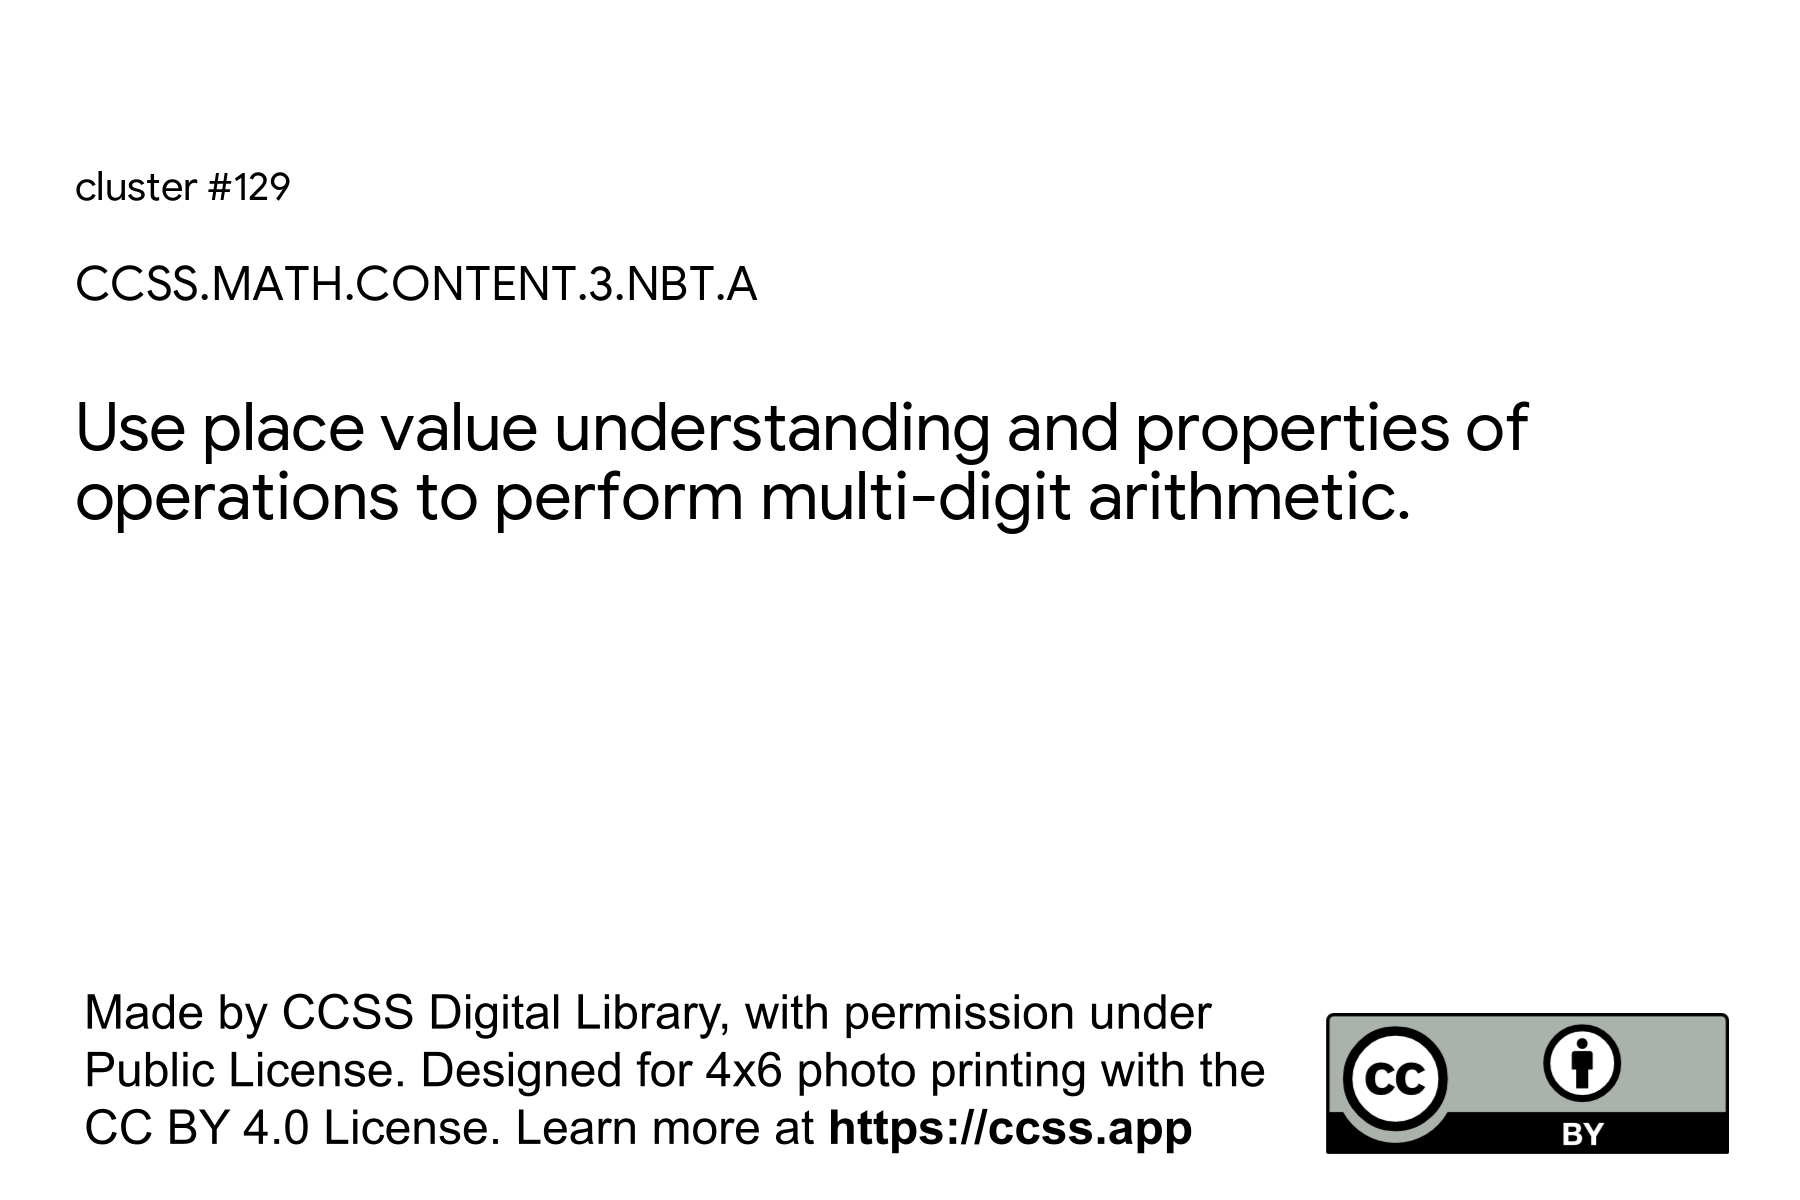 cluster #129
CCSS.MATH.CONTENT.3.NBT.A
Use place value understanding and properties of
operations to perform multi-digit arithmetic.
Made by CCSS Digital Library, with permission under
Public License. Designed for 4x6 photo printing with the
CC BY 4.0 License. Learn more at https://ccss.app
CC
BY